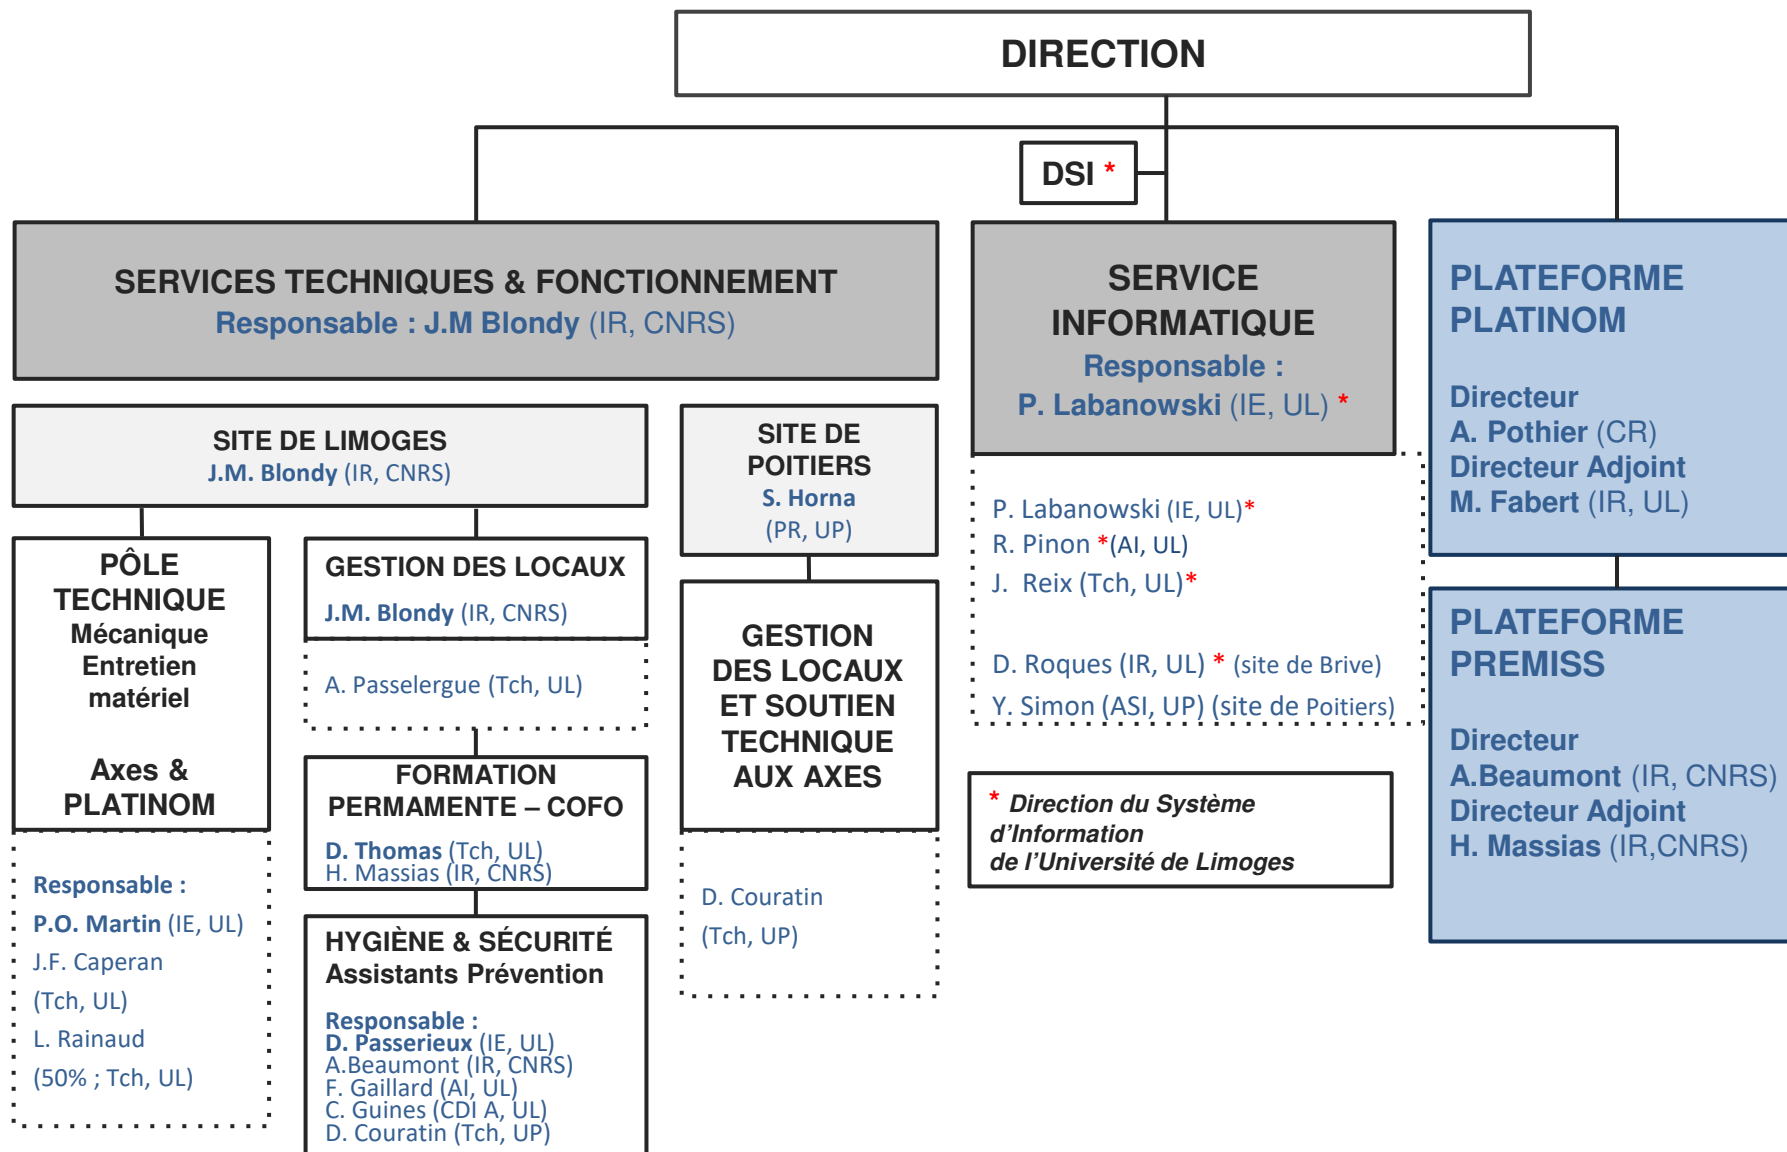 DIRECTION
DSI *
SERVICES TECHNIQUES & FONCTIONNEMENT
Responsable : J.M Blondy (IR, CNRS)
SITE DE LIMOGES
J.M. Blondy (IR, CNRS)
PÔLE
TECHNIQUE
Mécanique
Entretien
matériel
Axes &
PLATINOM
Responsable :
P.O. Martin (IE, UL)
J.F. Caperan
(Tch, UL)
L. Rainaud
(50% ; Tch, UL)
GESTION DES LOCAUX
J.M. Blondy (IR, CNRS)
A. Passelergue (Tch, UL)
FORMATION
PERMAMENTE – COFO
D. Thomas (Tch, UL)
H. Massias (IR, CNRS)
HYGIÈNE & SÉCURITÉ
Assistants Prévention
Responsable :
D. Passerieux (IE, UL)
A.Beaumont (IR, CNRS)
F. Gaillard (AI, UL)
C. Guines (CDI A, UL)
D. Couratin (Tch, UP)
SITE DE
POITIERS
S. Horna
(PR, UP)
GESTION
DES LOCAUX
ET SOUTIEN
TECHNIQUE
AUX AXES
D. Couratin
(Tch, UP)
SERVICE
INFORMATIQUE
Responsable :
P. Labanowski (IE, UL) *
P. Labanowski (IE, UL)*
R. Pinon *(AI, UL)
J. Reix (Tch, UL)*
D. Roques (IR, UL) * (site de Brive)
Y. Simon (ASI, UP) (site de Poitiers)
* Direction du Système
d'Information
de l'Université de Limoges
PLATEFORME
PLATINOM
Directeur
A. Pothier (CR)
Directeur Adjoint
M. Fabert (IR, UL)
PLATEFORME
PREMISS
Directeur
A.Beaumont (IR, CNRS)
Directeur Adjoint
H. Massias (IR,CNRS)